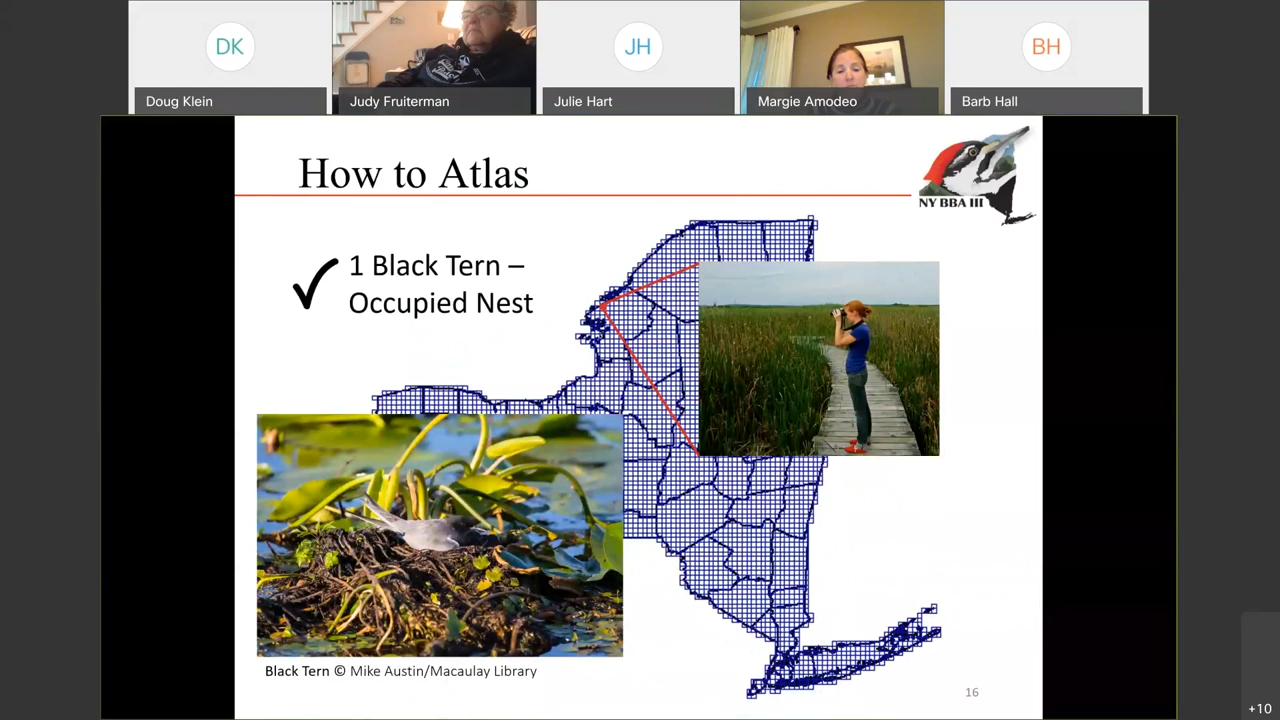 DK
JH
BH
Doug Klein
Judy Fruiterman
Julie Hart
Margie Amodeo
Barb Hall
How to Atlas
NY BBA III
1 Black Tern –
Occupied Nest
Black Tern © Mike Austin/Macaulay Library
16
+10